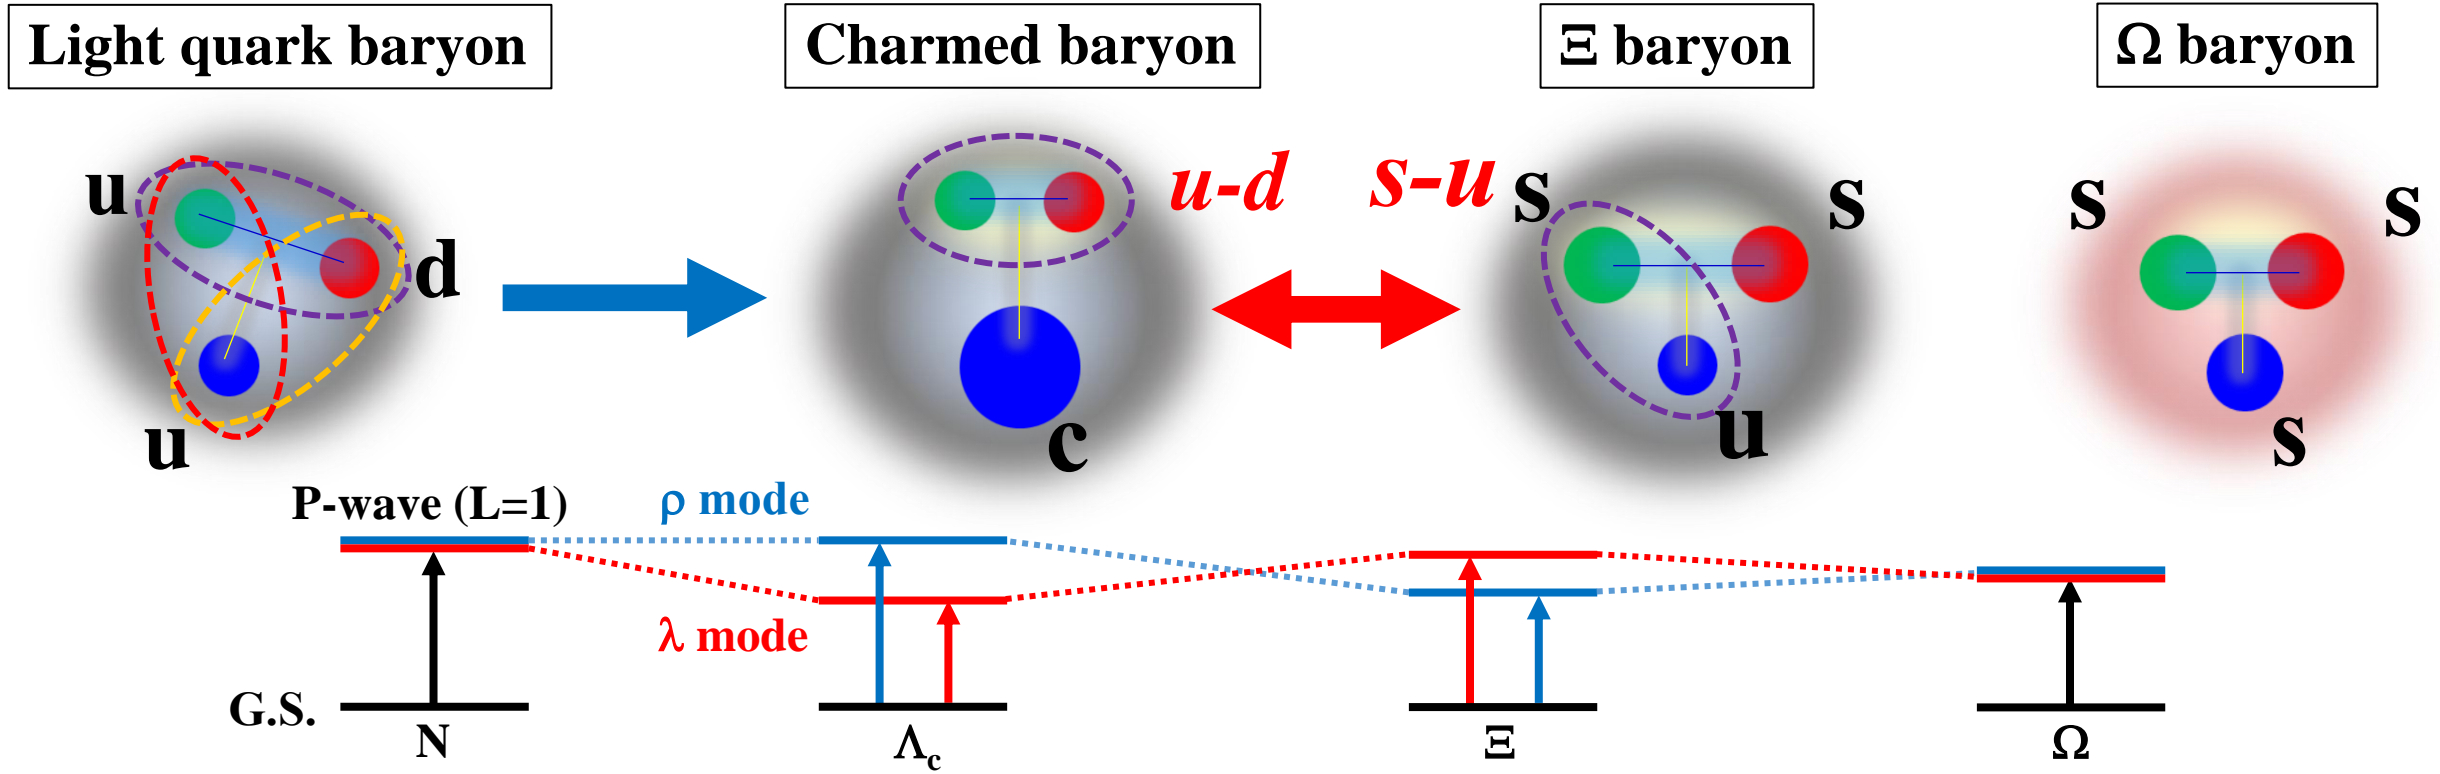 Light quark baryon
Charmed baryon
Ξ baryon
Ω baryon
u
d
u
u-d
c
s-u
s
s
u
s
s
s
P-wave (L=1)
ρ mode
λ mode
G.S.
N
Λc
Ξ
Ω